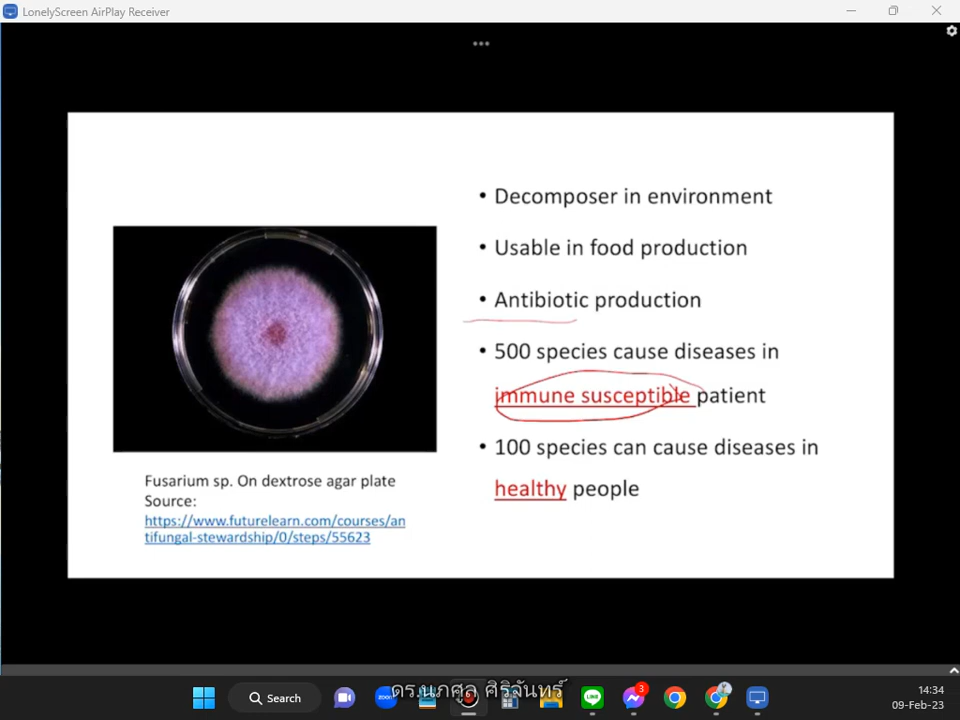 LonelyScreen AirPlay Receiver
• Decomposer in environment
• Usable in food production
• Antibiotic production
• 500 species cause diseases in
immune susceptible patient
• 100 species can cause diseases in
healthy people
Fusarium sp. On dextrose agar plate
Source:
https://www.futurelearn.com/courses/an
tifungal-stewardship/0/steps/55623
Search
zoom
ดร.นภศูล ศิริจันทร์
LINE
3
14:34
09-Feb-23